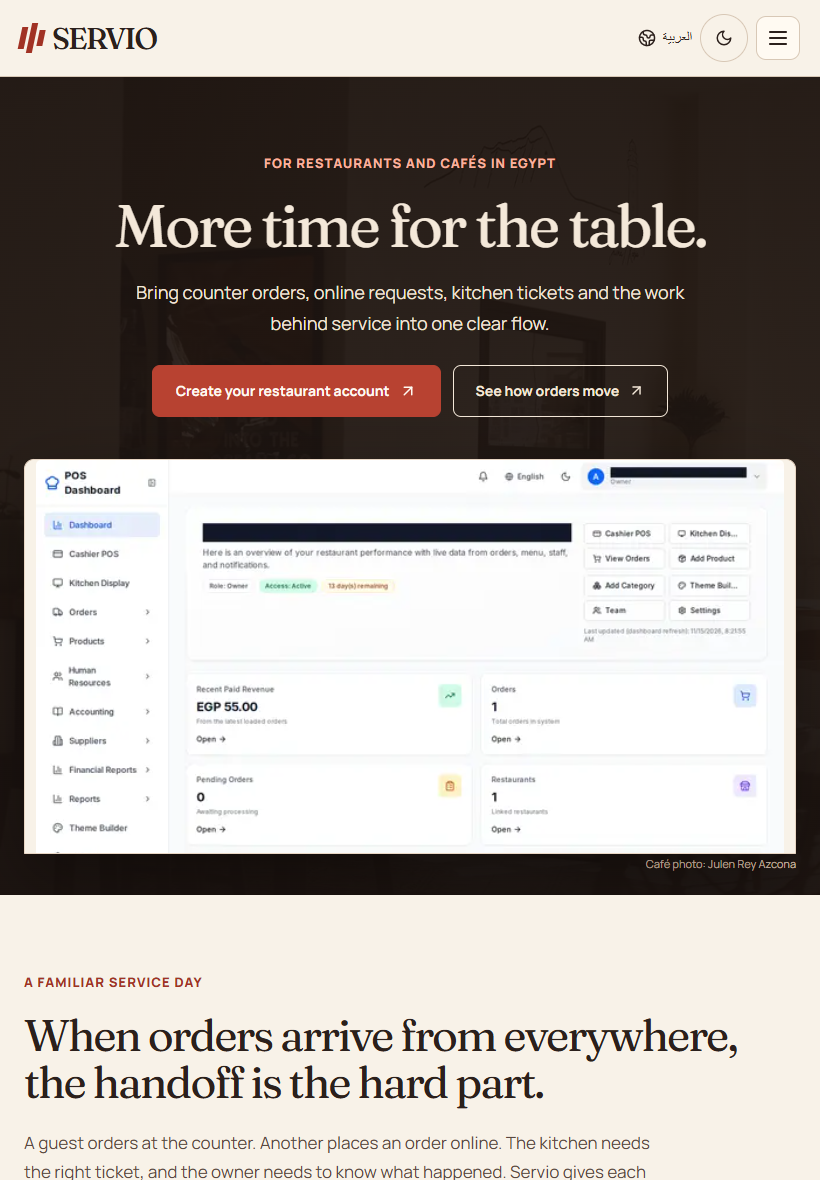 SERVIO
العربية
FOR RESTAURANTS AND CAFÉS IN EGYPT
More time for the table.
Bring counter orders, online requests, kitchen tickets and the work
behind service into one clear flow.
Create your restaurant account
See how orders move
POS
Dashboard
English
A
Owner
Dashboard
Cashier POS
Kitchen Display
Orders
Products
Human
Resources
Accounting
Suppliers
Financial Reports
Reports
Theme Builder
Here is an overview of your restaurant performance with live data from orders, menu, staff,
and notifications.
Role: Owner
Access: Active
13 day(s) remaining
Cashier POS
Kitchen Dis...
View Orders
Add Product
Add Category
Theme Buil...
Team
Settings
Last updated (dashboard refresh): 11/15/2026, 8:21:55
AM
Recent Paid Revenue
EGP 55.00
From the latest loaded orders
Open →
Orders
1
Total orders in system
Open →
Pending Orders
0
Awaiting processing
Open →
Restaurants
1
Linked restaurants
Open →
Café photo: Julen Rey Azcona
A FAMILIAR SERVICE DAY
When orders arrive from everywhere,
the handoff is the hard part.
A guest orders at the counter. Another places an order online. The kitchen needs
the right ticket, and the owner needs to know what happened. Servio gives each